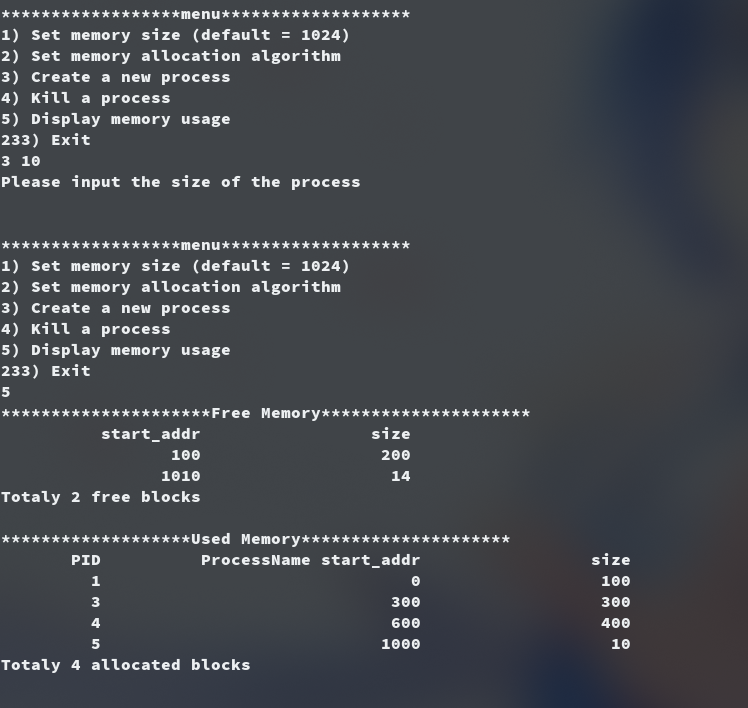 ******************menu*******************
1) Set memory size (default = 1024)
2) Set memory allocation algorithm
3) Create a new process
4) Kill a process
5) Display memory usage
233) Exit
3 10
Please input the size of the process
******************menu*******************
1) Set memory size (default = 1024)
2) Set memory allocation algorithm
3) Create a new process
4) Kill a process
5) Display memory usage
233) Exit
5
*********************Free Memory*********************
          start_addr                 size
                 100                  200
                1010                   14
Totaly 2 free blocks
*******************Used Memory*********************
       PID          ProcessName start_addr                 size
         1                               0                  100
         3                             300                  300
         4                             600                  400
         5                            1000                   10
Totaly 4 allocated blocks